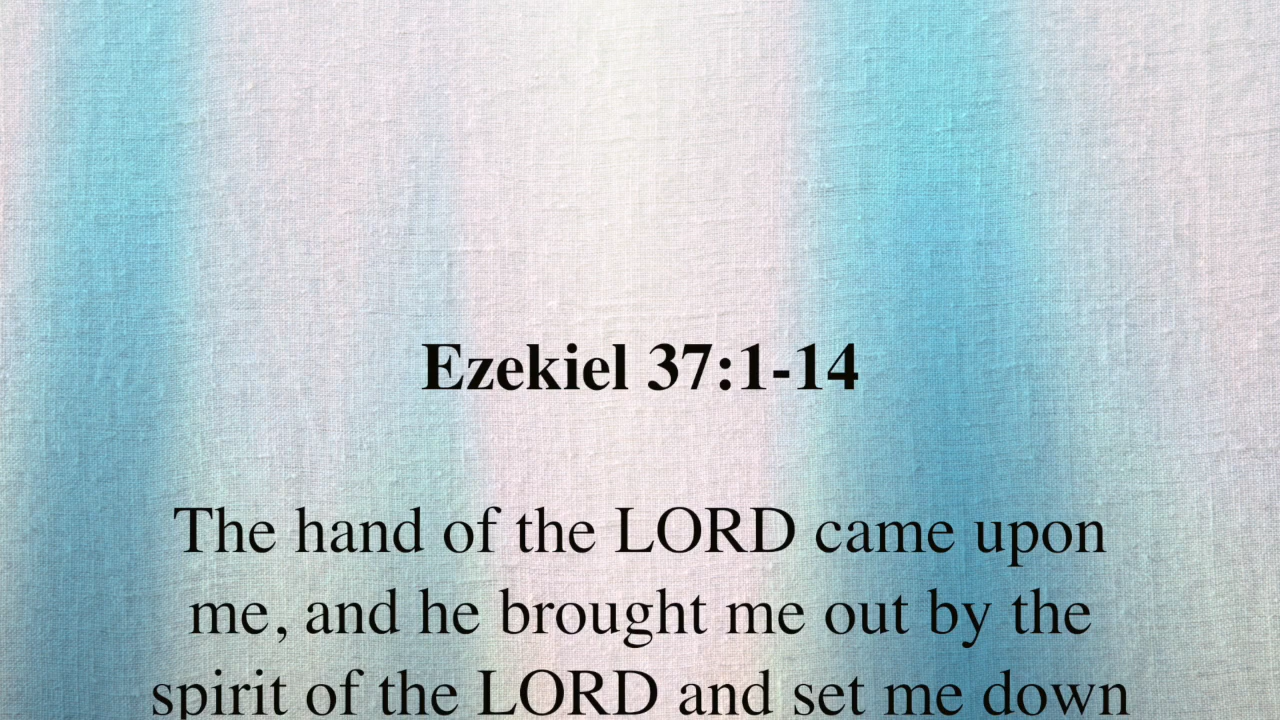 Ezekiel 37:1-14
The hand of the LORD came upon
me, and he brought me out by the
spirit of the LORD and set me down